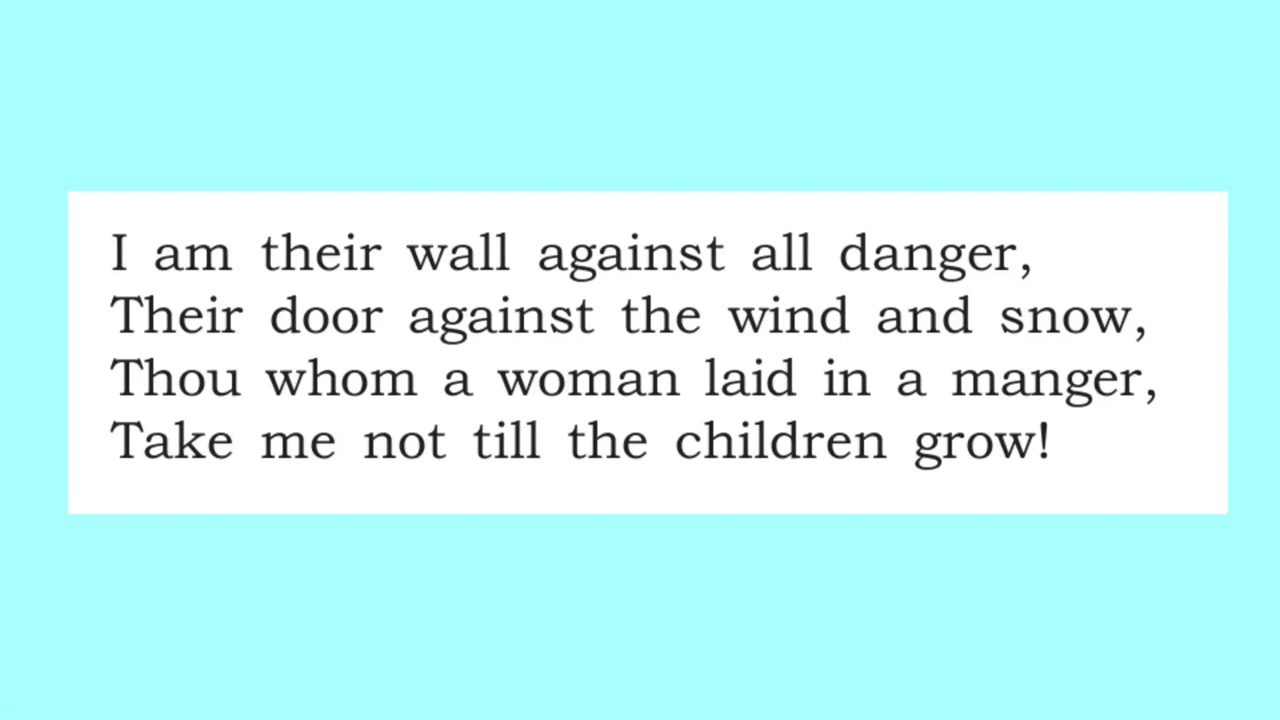 I am their wall against all danger,
Their door against the wind and snow,
Thou whom a woman laid in a manger,
Take me not till the children grow!